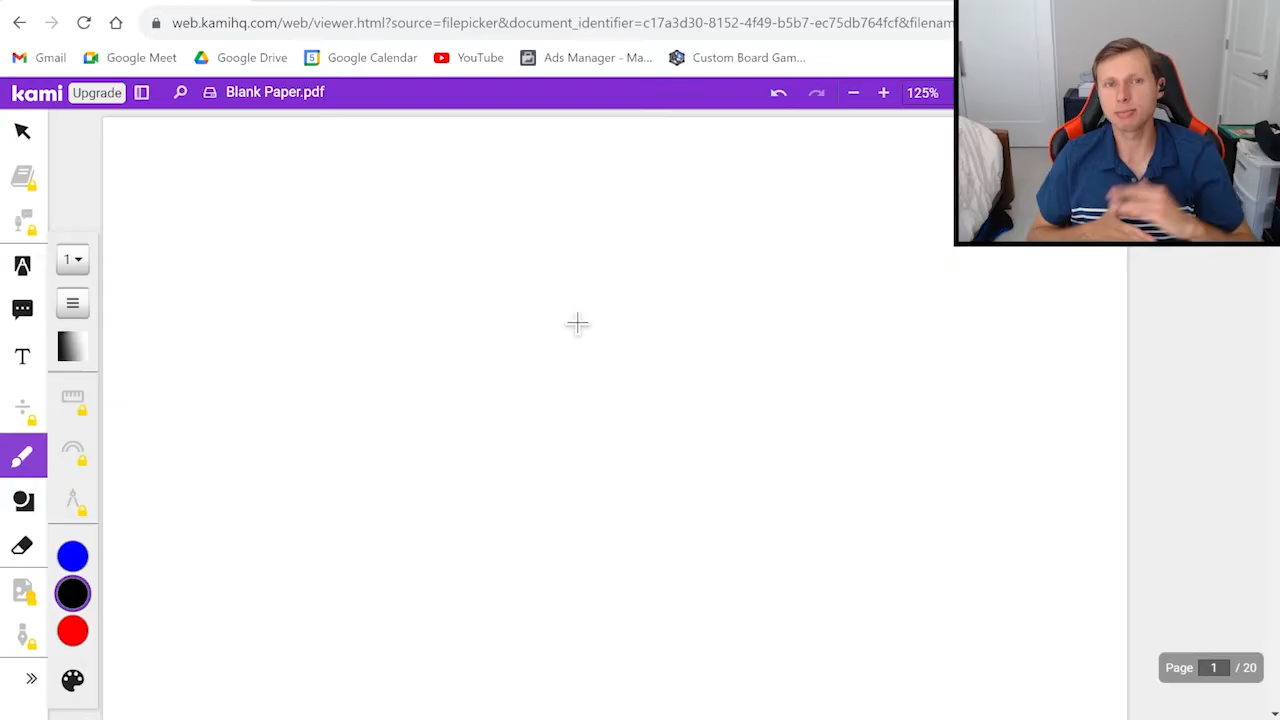 web.kamihq.com/web/viewer.html?source=filepicker&document_identifier=c17a3d30-8152-4f49-b5b7-ec75db764fcf&filenam
Gmail Google Meet Google Drive 5 Google Calendar YouTube Ads Manager - Ma... Custom Board Gam...
kami Upgrade Blank Paper.pdf 125%
1
T
Page 1 / 20